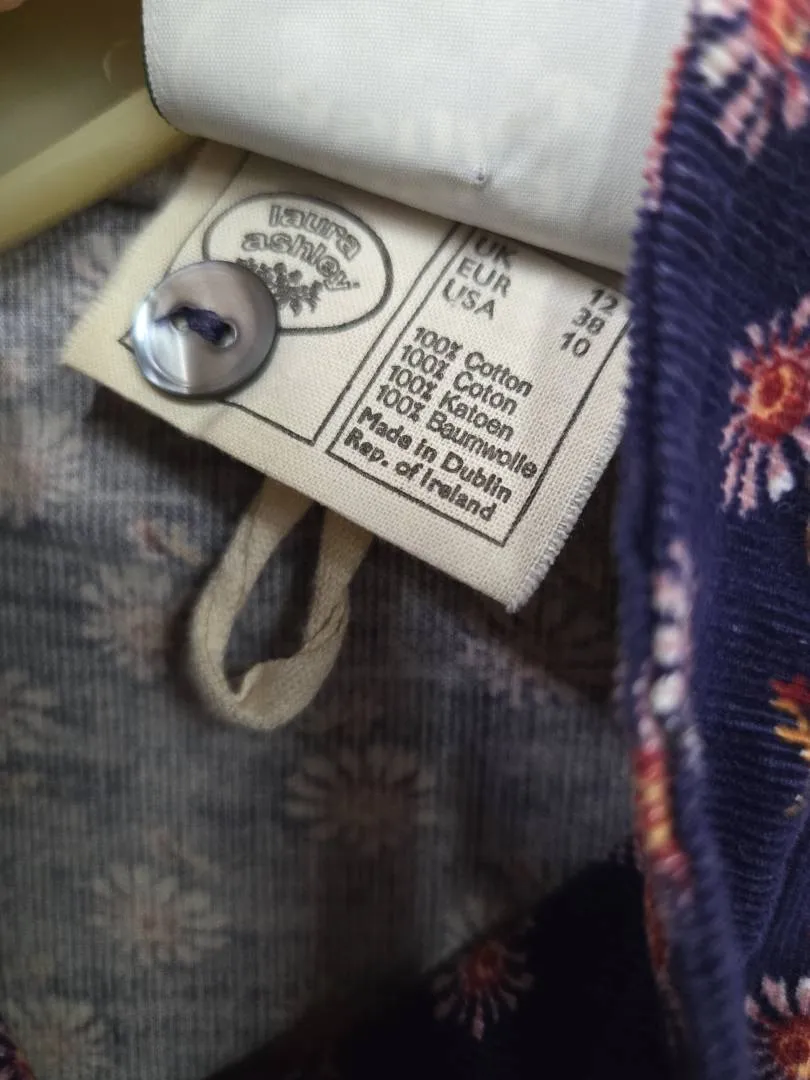 laura
ashley
UK 12
EUR 38
USA 10
100% Cotton
100% Coton
100% Katoen
100% Baumwolle
Made in Dublin
Rep. of Ireland